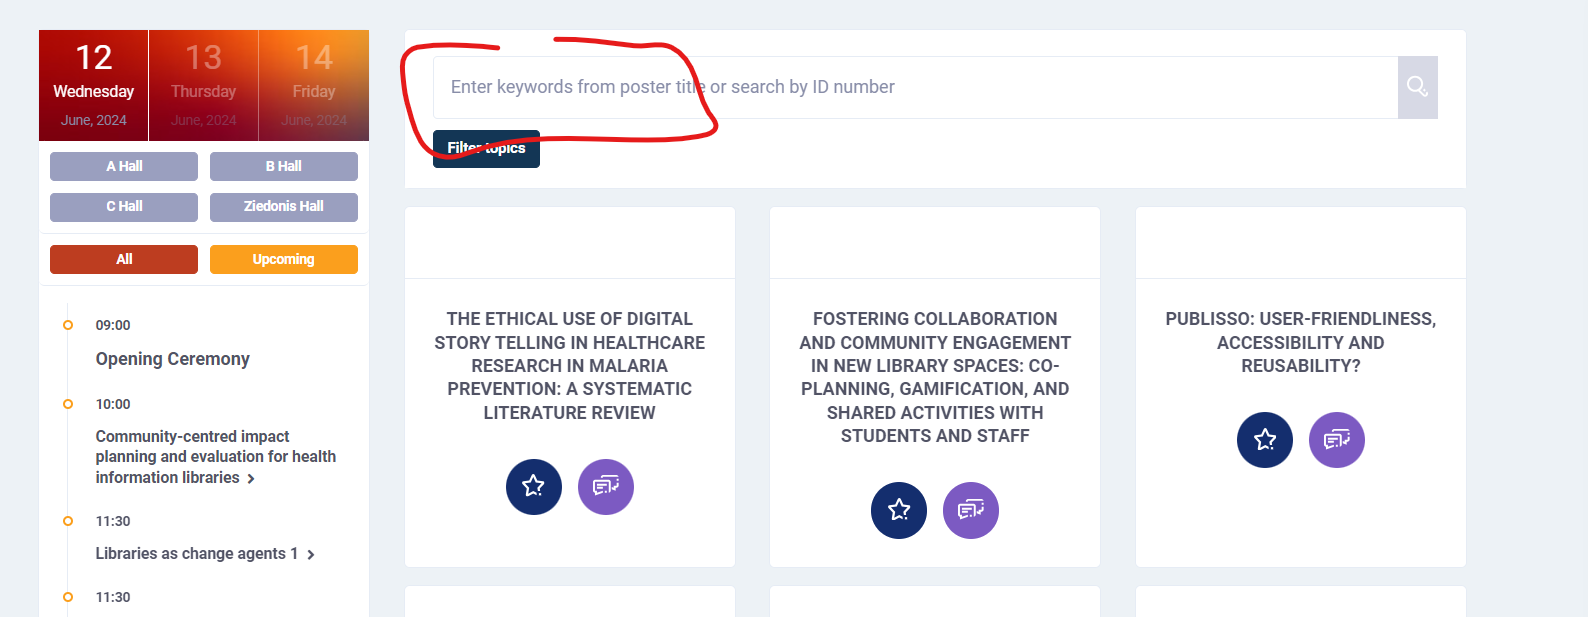 12
Wednesday
June, 2024
13
Thursday
June, 2024
14
Friday
June, 2024
A Hall
B Hall
C Hall
Ziedonis Hall
All
Upcoming
09:00
Opening Ceremony
10:00
Community-centred impact
planning and evaluation for health
information libraries
11:30
Libraries as change agents 1
11:30
Enter keywords from poster title or search by ID number
Filter topics
THE ETHICAL USE OF DIGITAL
STORY TELLING IN HEALTHCARE
RESEARCH IN MALARIA
PREVENTION: A SYSTEMATIC
LITERATURE REVIEW
FOSTERING COLLABORATION
AND COMMUNITY ENGAGEMENT
IN NEW LIBRARY SPACES: CO-
PLANNING, GAMIFICATION, AND
SHARED ACTIVITIES WITH
STUDENTS AND STAFF
PUBLISSO: USER-FRIENDLINESS,
ACCESSIBILITY AND
REUSABILITY?